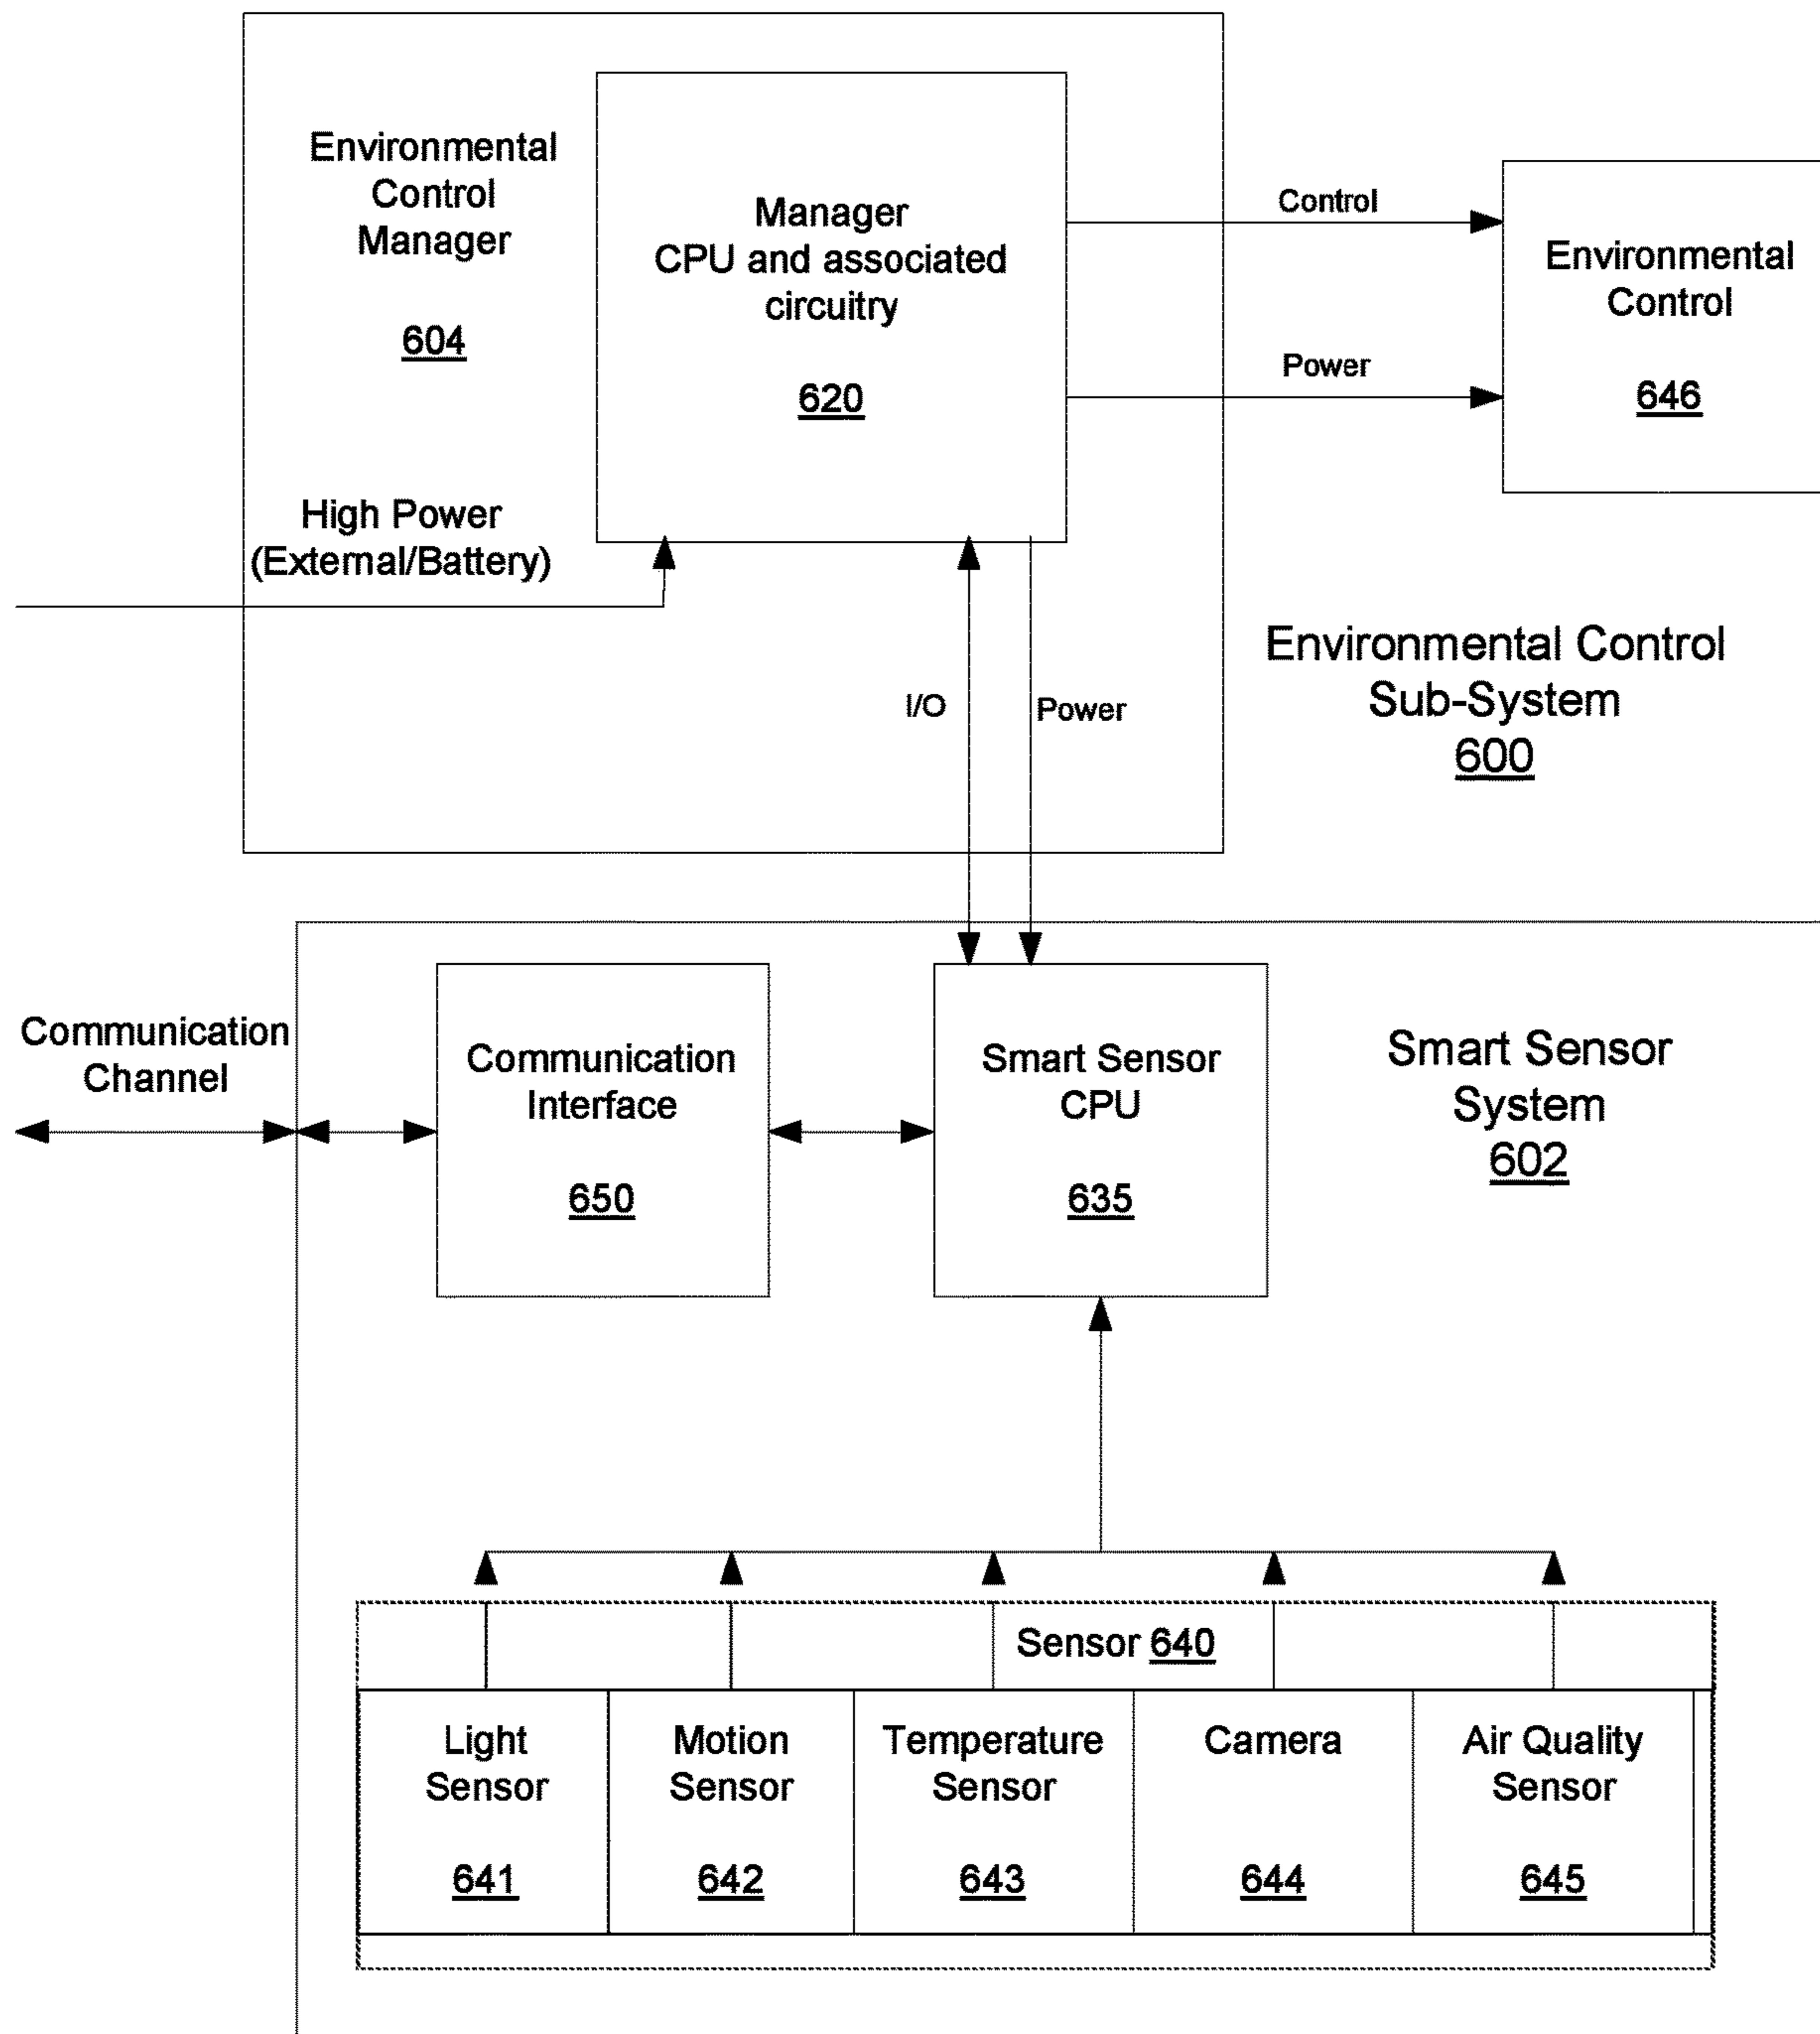 Environmental
Control
Manager
604
Manager
CPU and associated
circuitry
620
Control
Power
Environmental
Control
646
High Power
(External/Battery)
I/O
Power
Environmental Control
Sub-System
600
Communication
Channel
Communication
Interface
650
Smart Sensor
CPU
635
Smart Sensor
System
602
Sensor 640
Light
Sensor
641
Motion
Sensor
642
Temperature
Sensor
643
Camera
644
Air Quality
Sensor
645